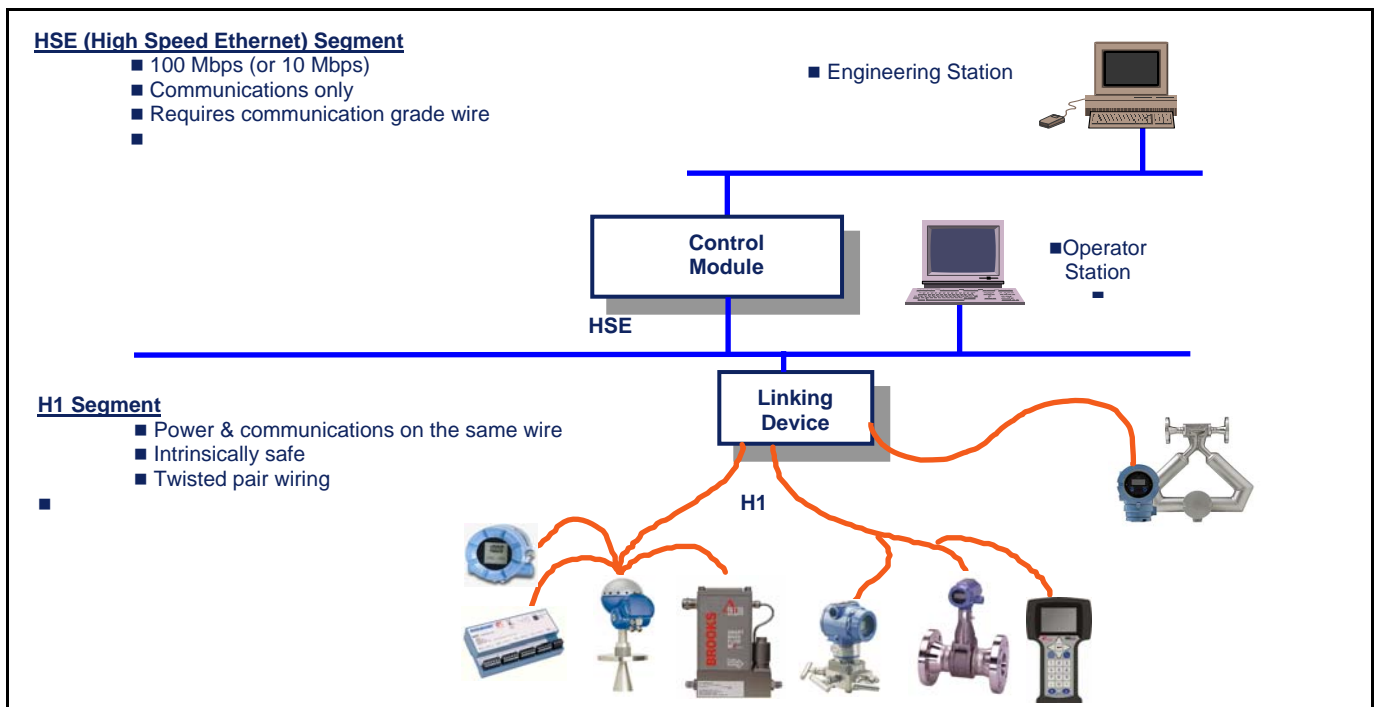 HSE (High Speed Ethernet) Segment
■ 100 Mbps (or 10 Mbps)
■ Communications only
■ Requires communication grade wire
■
■ Engineering Station
Control
Module
■Operator
Station
HSE
Linking
Device
H1 Segment
■ Power & communications on the same wire
■ Intrinsically safe
■ Twisted pair wiring
■
H1
BROOKS